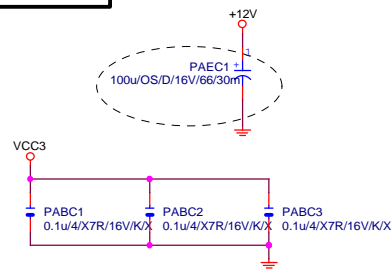 +12V
1
PAEC1
+
100u/OS/D/16V/66/30m
VCC3
PABC1
0.1u/4/X7R/16V/K/X
PABC2
0.1u/4/X7R/16V/K/X
PABC3
0.1u/4/X7R/16V/K/X